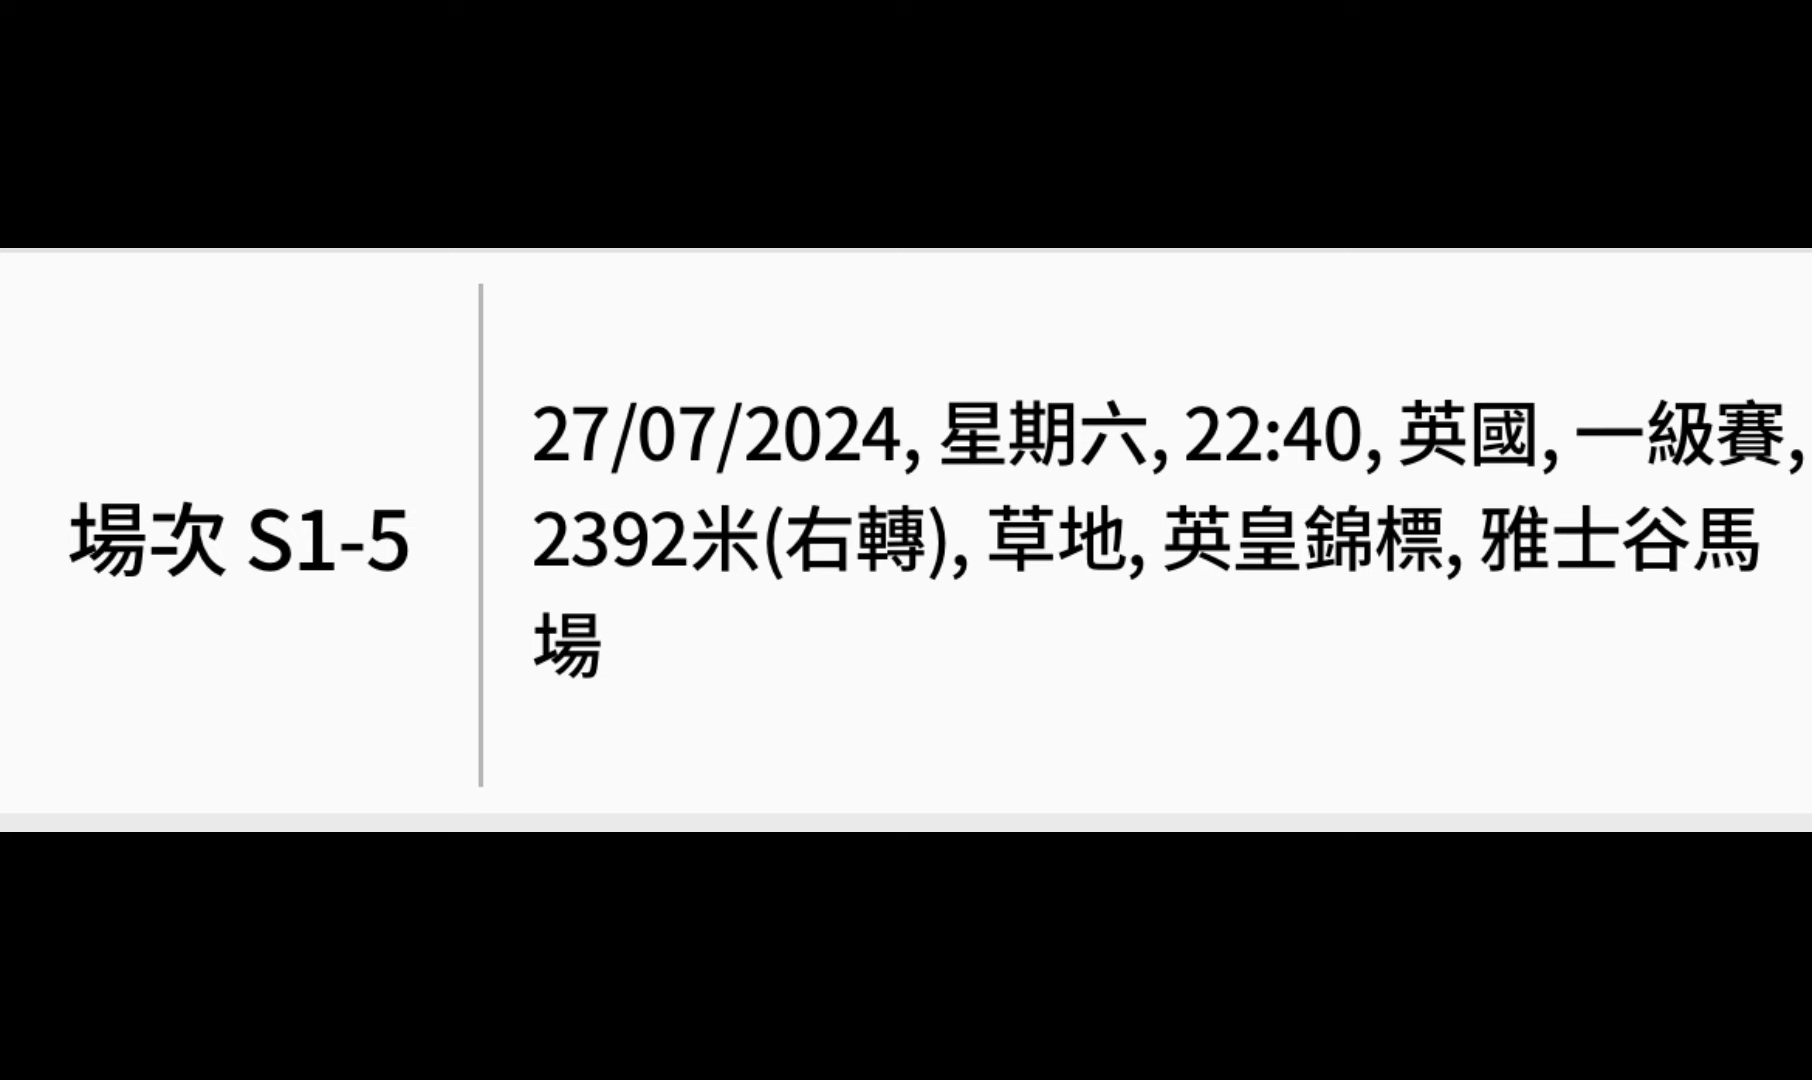 場次 S1-5
27/07/2024, 星期六, 22:40, 英國, 一級賽,
2392米(右轉), 草地, 英皇錦標, 雅士谷馬
場